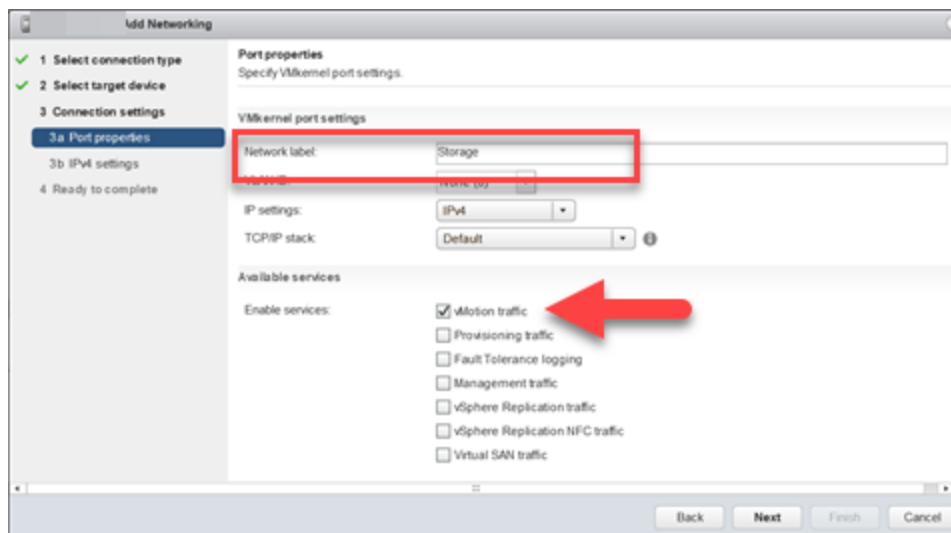 Add Networking
1 Select connection type
2 Select target device
3 Connection settings
3a Port properties
3b IPv4 settings
4 Ready to complete
Port properties
Specify VMkernel port settings.
VMkernel port settings
Network label: Storage
None (0)
IP settings: IPv4
TCP/IP stack: Default
Available services
Enable services: vMotion traffic
Provisioning traffic
Fault Tolerance logging
Management traffic
vSphere Replication traffic
vSphere Replication NFC traffic
Virtual SAN traffic
Back Next Finish Cancel